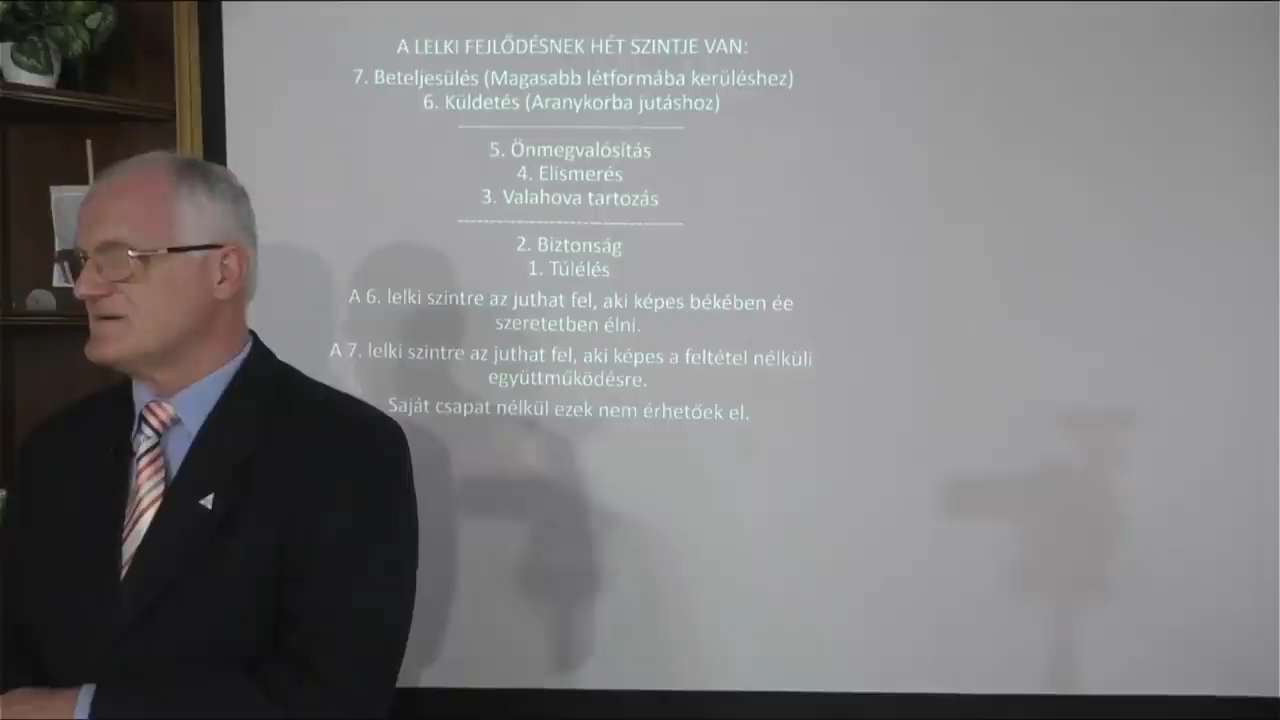 A LELKI FEJLŐDÉSNEK HÉT SZINTJE VAN:
7. Beteljesülés (Magasabb létformába kerüléshez)
6. Küldetés (Aranykorba jutáshoz)
5. Önmegvalósítás
4. Elismerés
3. Valahova tartozás
2. Biztonság
1. Túlélés
A 6. lelki szintre az juthat fel, aki képes békében ée
szeretetben élni.
A 7. lelki szintre az juthat fel, aki képes a feltétel nélküli
együttműködésre.
Saját csapat nélkül ezek nem érhetőek el.